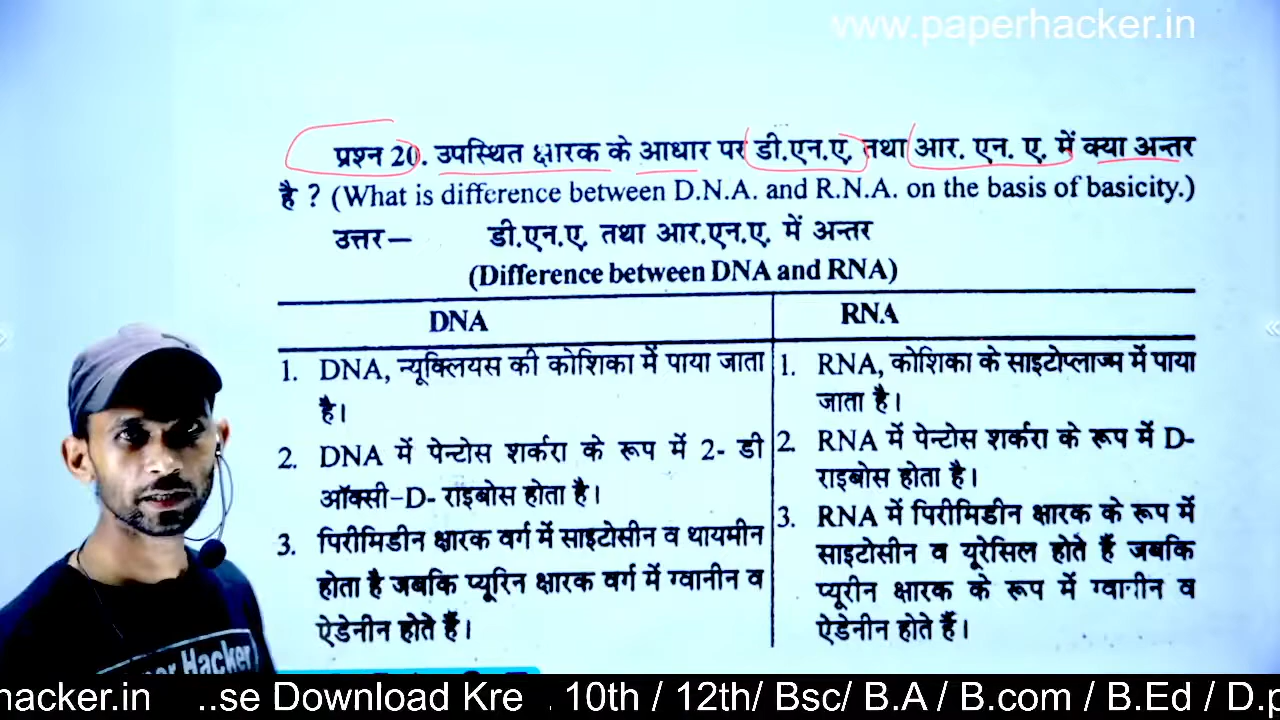 www.paperhacker.in
प्रश्न 20. उपस्थित क्षारक के आधार पर डी.एन.ए. तथा आर. एन. ए. में क्या अन्तर
है ? (What is difference between D.N.A. and R.N.A. on the basis of basicity.)
उत्तर— डी.एन.ए. तथा आर.एन.ए. में अन्तर
(Difference between DNA and RNA)
DNA
1. DNA, न्यूक्लियस की कोशिका में पाया जाता
है।
2. DNA में पेन्टोस शर्करा के रूप में 2- डी
ऑक्सी–D- राइबोस होता है।
3. पिरीमिडीन क्षारक वर्ग में साइटोसीन व थायमीन
होता है जबकि प्यूरिन क्षारक वर्ग में ग्वानीन व
ऐडेनीन होते हैं।
RNA
1. RNA, कोशिका के साइटोप्लाज्म में पाया
जाता है।
2. RNA में पेन्टोस शर्करा के रूप में D-
राइबोस होता है।
3. RNA में पिरीमिडीन क्षारक के रूप में
साइटोसीन व यूरेसिल होते हैं जबकि
प्यूरीन क्षारक के रूप में ग्वानीन व
ऐडेनीन होते हैं।
Hacker
hacker.in ..se Download Kre 10th / 12th/ Bsc/ B.A / B.com / B.Ed / D.p